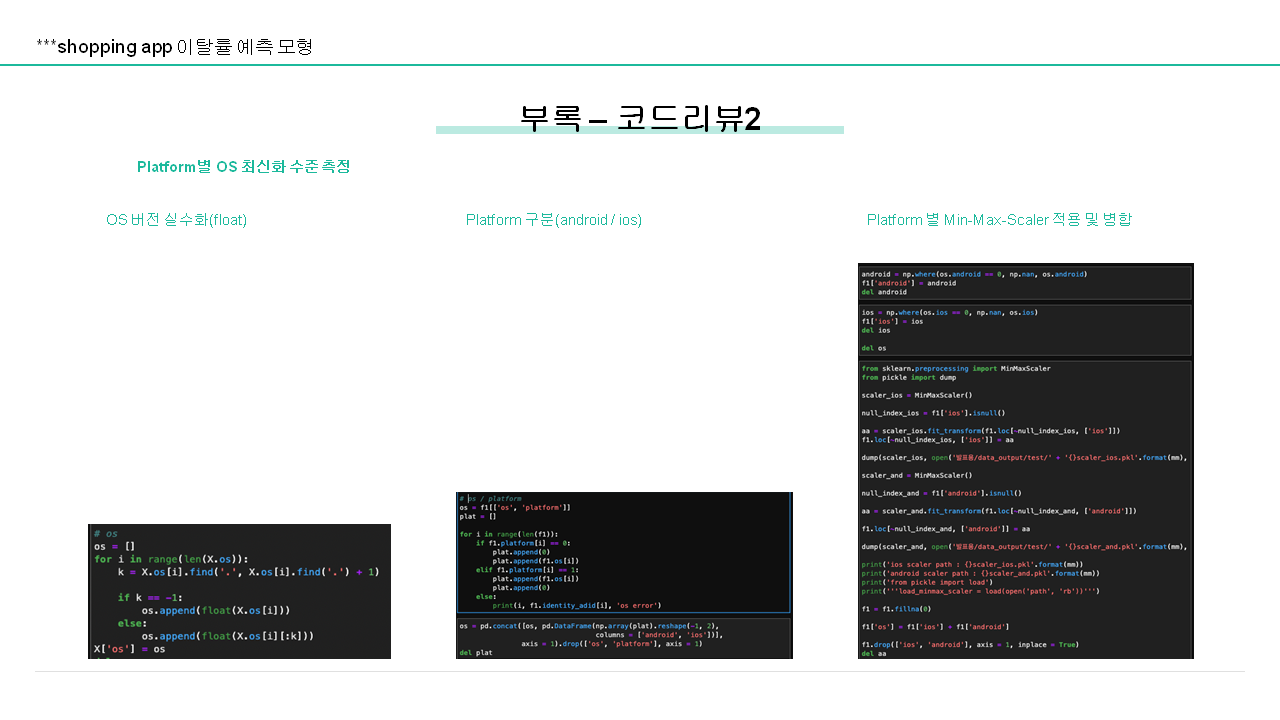 ***shopping app 이탈률 예측 모형
부록 – 코드리뷰2
Platform별 OS 최신화 수준 측정
OS 버전 실수화(float)
# os
os = []
for i in range(len(X.os)):
k = X.os[i].find('.', X.os[i].find('.') + 1)
if k == -1:
os.append(float(X.os[i]))
else:
os.append(float(X.os[i][:k]))
X['os'] = os
Platform 구분(android / ios)
# os / platform
os = f1[['os', 'platform']]
plat = []
for i in range(len(f1)):
if f1.platform[i] == 0:
plat.append(0)
plat.append(f1.os[i])
elif f1.platform[i] == 1:
plat.append(f1.os[i])
plat.append(0)
else:
print(i, f1.identity_adid[i], 'os error')
os = pd.concat([os, pd.DataFrame(np.array(plat).reshape(-1, 2),
columns = ['android', 'ios'])],
axis = 1).drop(['os', 'platform'], axis = 1)
del plat
Platform 별 Min-Max-Scaler 적용 및 병합
android = np.where(os.android == 0, np.nan, os.android)
f1['android'] = android
del android
ios = np.where(os.ios == 0, np.nan, os.ios)
f1['ios'] = ios
del ios
del os
from sklearn.preprocessing import MinMaxScaler
from pickle import dump
scaler_ios = MinMaxScaler()
null_index_ios = f1['ios'].isnull()
aa = scaler_ios.fit_transform(f1.loc[~null_index_ios, ['ios']])
f1.loc[~null_index_ios, ['ios']] = aa
dump(scaler_ios, open('발표용/data_output/test/' + '{}scaler_ios.pkl'.format(mm),
scaler_and = MinMaxScaler()
null_index_and = f1['android'].isnull()
aa = scaler_and.fit_transform(f1.loc[~null_index_and, ['android']])
f1.loc[~null_index_and, ['android']] = aa
dump(scaler_and, open('발표용/data_output/test/' + '{}scaler_and.pkl'.format(mm),
print('ios scaler path : {}scaler_ios.pkl'.format(mm))
print('android scaler path : {}scaler_and.pkl'.format(mm))
print('from pickle import load')
print('''load_minmax_scaler = load(open('path', 'rb'))''')
f1 = f1.fillna(0)
f1['os'] = f1['ios'] + f1['android']
f1.drop(['ios', 'android'], axis = 1, inplace = True)
del aa